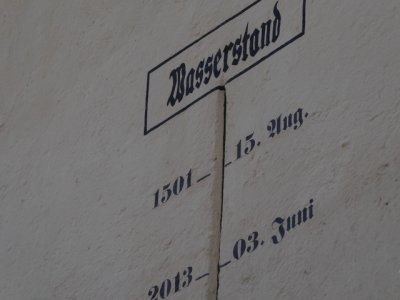 Wasserstand
1501 15. Aug.
2013 03. Juni